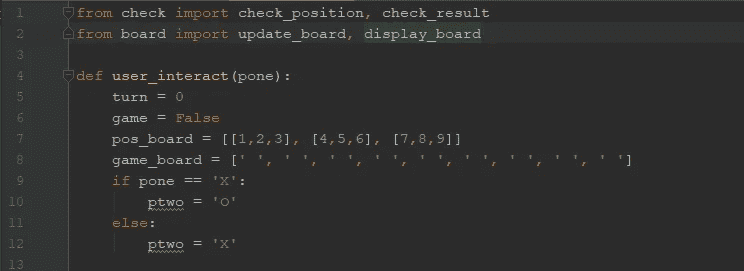 1 from check import check_position, check_result
2 from board import update_board, display_board
3
4 def user_interact(pone):
5     turn = 0
6     game = False
7     pos_board = [[1,2,3], [4,5,6], [7,8,9]]
8     game_board = [' ', ' ', ' ', ' ', ' ', ' ', ' ', ' ', ' ']
9     if pone == 'X':
10         ptwo = 'O'
11     else:
12         ptwo = 'X'
13